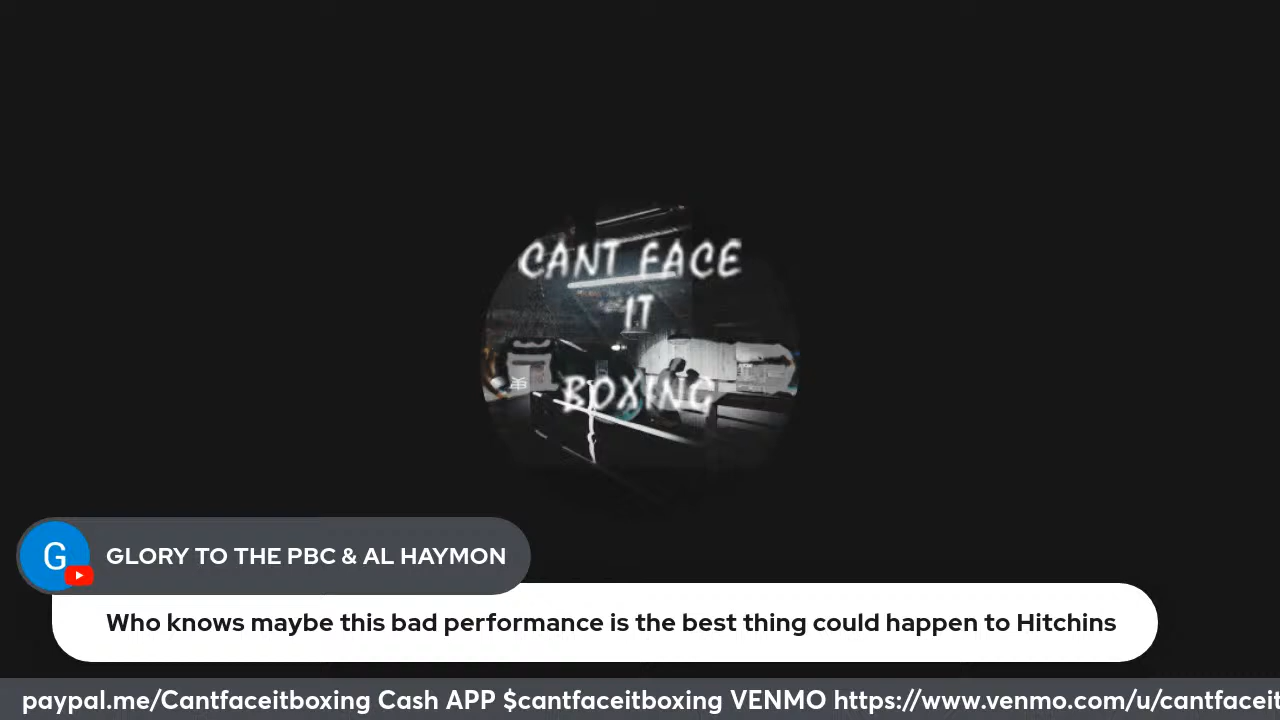 CANT FACE
IT
BOXING
G
GLORY TO THE PBC & AL HAYMON
Who knows maybe this bad performance is the best thing could happen to Hitchins
paypal.me/Cantfaceitboxing Cash APP $cantfaceitboxing VENMO https://www.venmo.com/u/cantfaceit